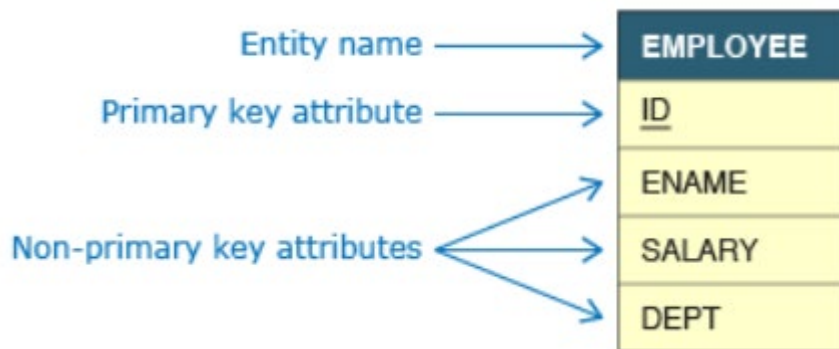 Entity name
EMPLOYEE
Primary key attribute
ID
ENAME
Non-primary key attributes
SALARY
DEPT